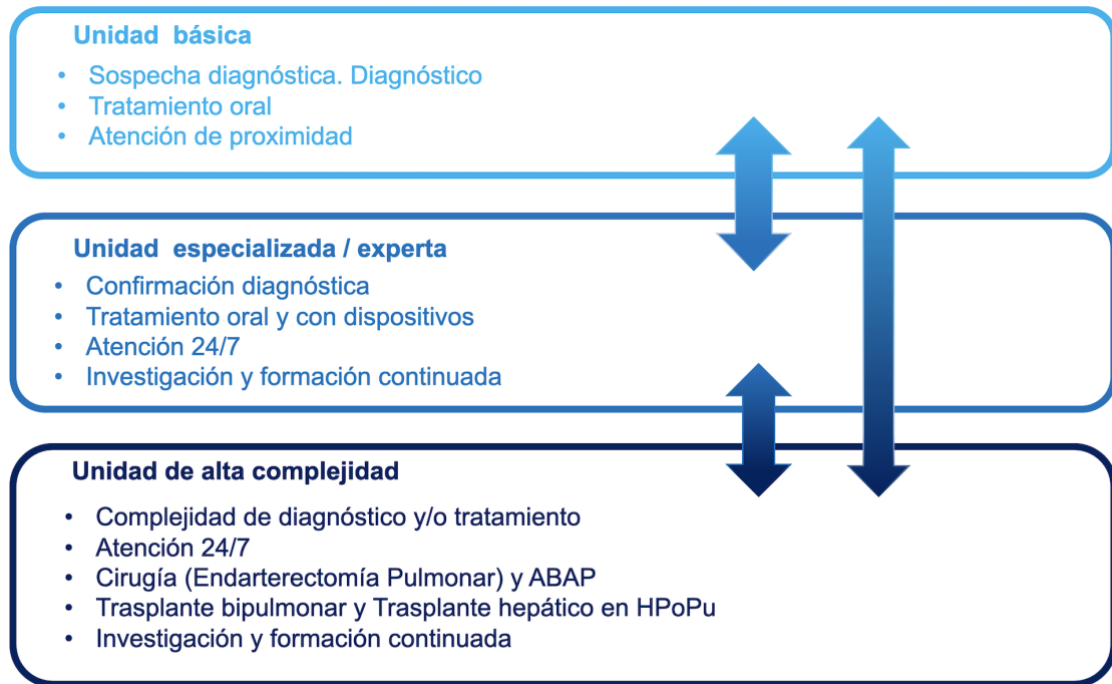 Unidad básica
• Sospecha diagnóstica. Diagnóstico
• Tratamiento oral
• Atención de proximidad
Unidad especializada / experta
• Confirmación diagnóstica
• Tratamiento oral y con dispositivos
• Atención 24/7
• Investigación y formación continuada
Unidad de alta complejidad
• Complejidad de diagnóstico y/o tratamiento
• Atención 24/7
• Cirugía (Endarterectomía Pulmonar) y ABAP
• Trasplante bipulmonar y Trasplante hepático en HPoPu
• Investigación y formación continuada